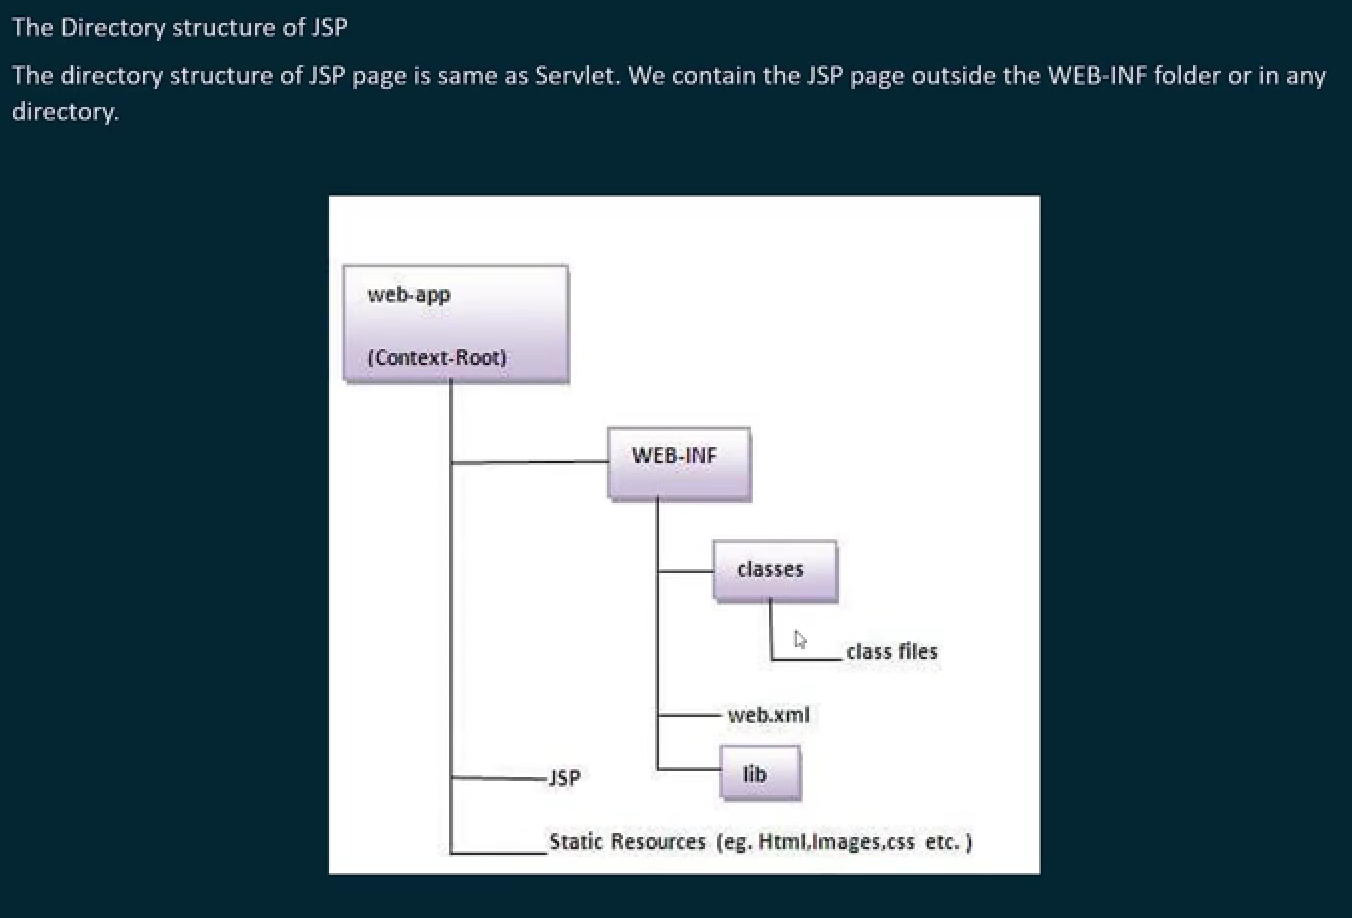 The Directory structure of JSP
The directory structure of JSP page is same as Servlet. We contain the JSP page outside the WEB-INF folder or in any
directory.
web-app
(Context-Root)
WEB-INF
classes
class files
web.xml
lib
JSP
Static Resources (eg. Html,Images,css etc. )